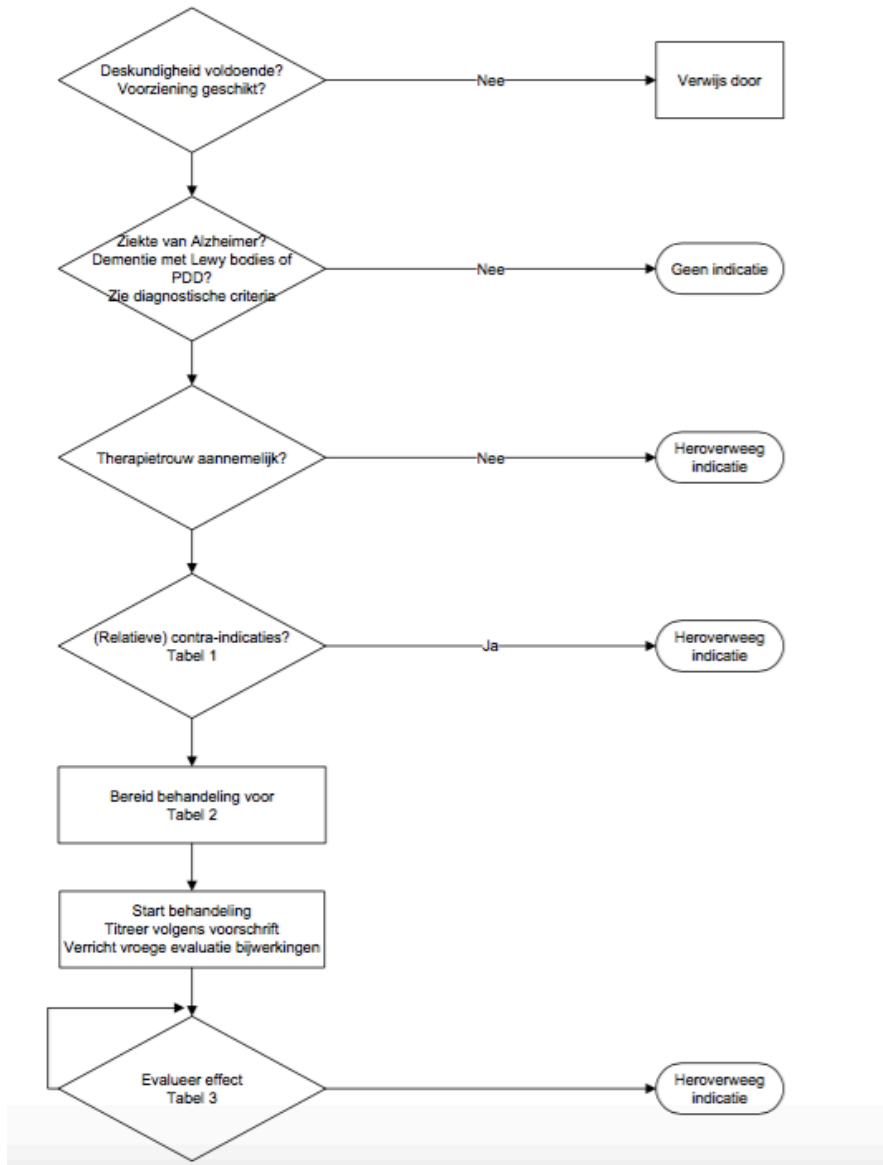 Deskundigheid voldoende?
Voorziening geschikt?
Nee
Verwijs door
Ziekte van Alzheimer?
Dementie met Lewy bodies of
PDD?
Zie diagnostische criteria
Nee
Geen indicatie
Therapietrouw aannemelijk?
Nee
Heroverweeg
indicatie
(Relatieve) contra-indicaties?
Tabel 1
Ja
Heroverweeg
indicatie
Bereid behandeling voor
Tabel 2
Start behandeling
Titreer volgens voorschrift
Verricht vroege evaluatie bijwerkingen
Evalueer effect
Tabel 3
Heroverweeg
indicatie